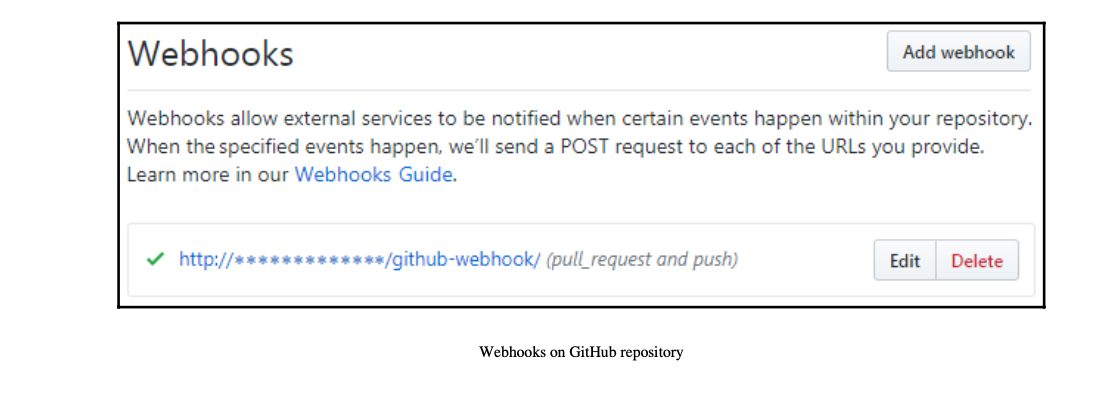 Webhooks
Add webhook
Webhooks allow external services to be notified when certain events happen within your repository.
When the specified events happen, we’ll send a POST request to each of the URLs you provide.
Learn more in our Webhooks Guide.
http://*************/github-webhook/ (pull_request and push)
Edit
Delete
Webhooks on GitHub repository